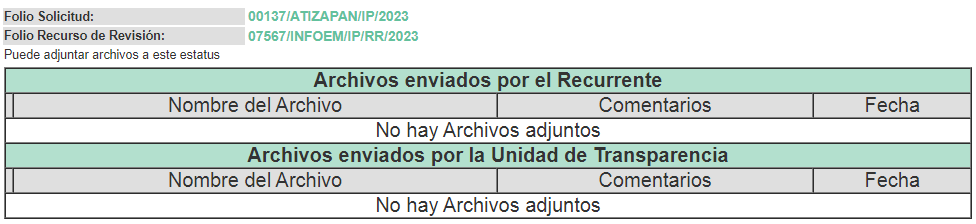 Folio Solicitud: 00137/ATIZAPAN/IP/2023
Folio Recurso de Revisión: 07567/INFOEM/IP/RR/2023
Puede adjuntar archivos a este estatus
Archivos enviados por el Recurrente
Nombre del Archivo Comentarios Fecha
No hay Archivos adjuntos
Archivos enviados por la Unidad de Transparencia
Nombre del Archivo Comentarios Fecha
No hay Archivos adjuntos